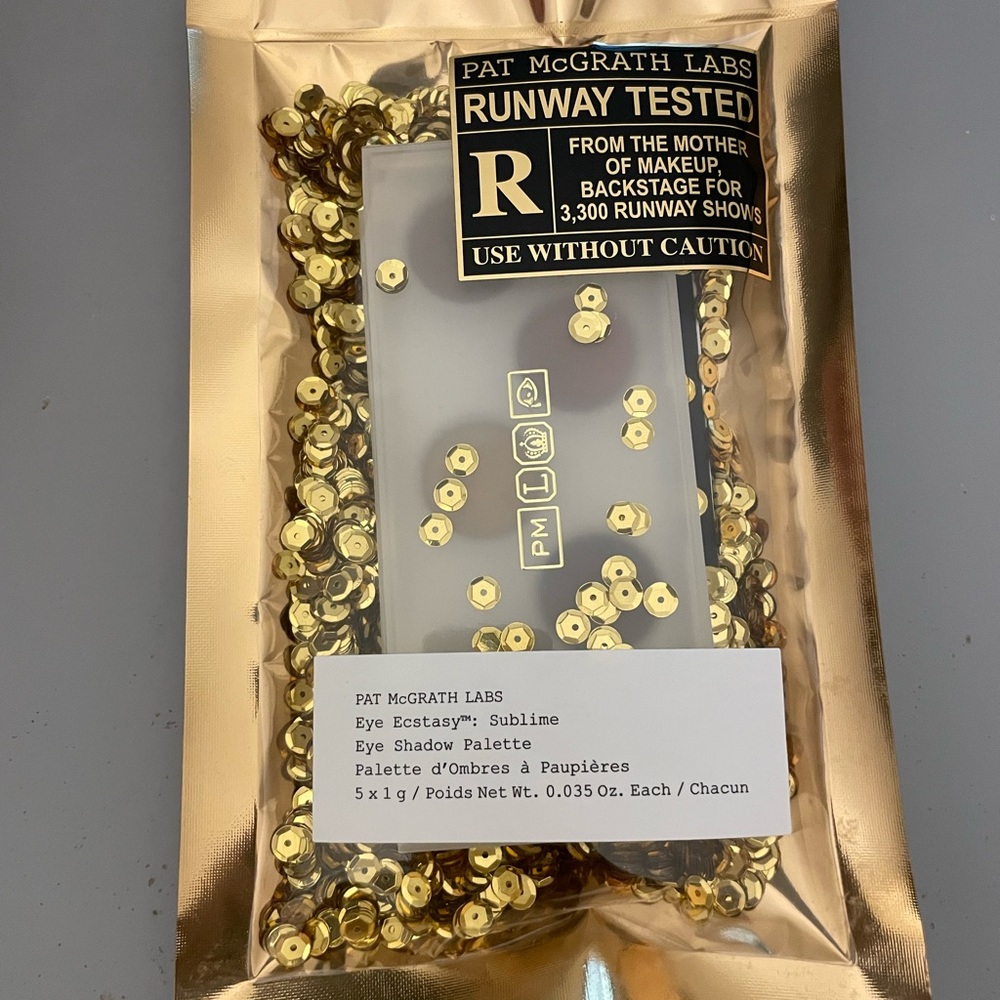 PAT McGRATH LABS
RUNWAY TESTED
R
FROM THE MOTHER
OF MAKEUP,
BACKSTAGE FOR
3,300 RUNWAY SHOWS
USE WITHOUT CAUTION
PM L
PAT McGRATH LABS
Eye Ecstasy™: Sublime
Eye Shadow Palette
Palette d’Ombres à Paupières
5 x 1 g / Poids Net Wt. 0.035 Oz. Each / Chacun